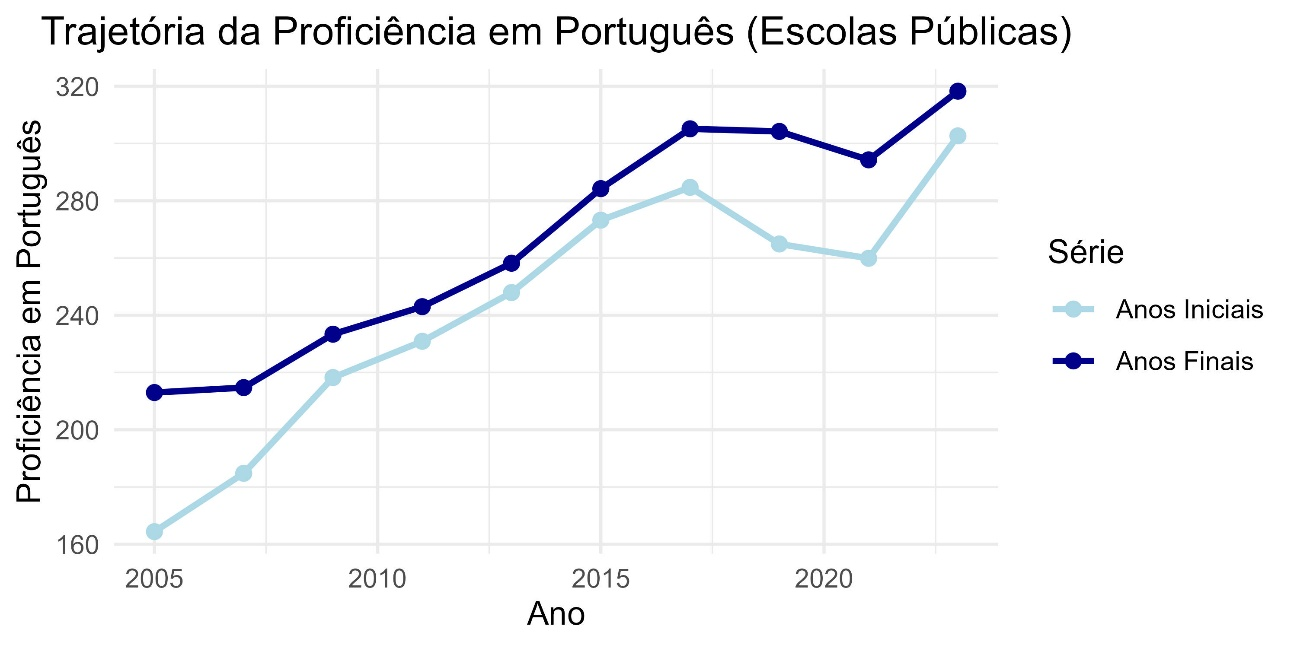 Trajetória da Proficiência em Português (Escolas Públicas)
Proficiência em Português
320
280
240
200
160
2005 2010 2015 2020
Ano
Série
Anos Iniciais
Anos Finais